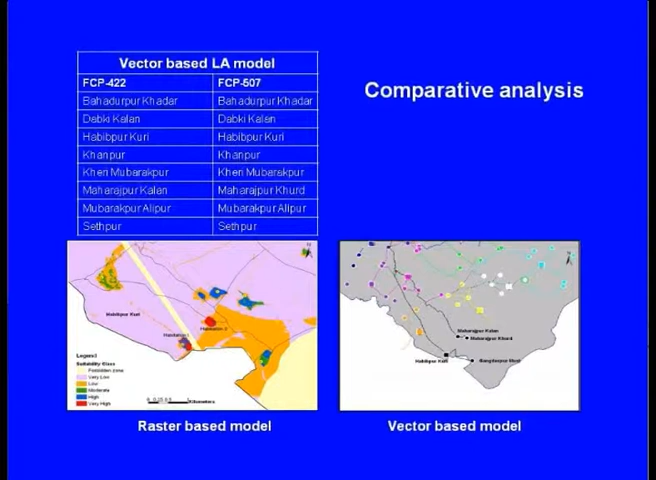 Vector based LA model
FCP-422 FCP-507
Bahadurpur Khadar Bahadurpur Khadar
Dabki Kalan Dabki Kalan
Habibpur Kuri Habibpur Kuri
Khanpur Khanpur
Kheri Mubarakpur Kheri Mubarakpur
Maharajpur Kalan Maharajpur Khurd
Mubarakpur Alipur Mubarakpur Alipur
Sethpur Sethpur
Comparative analysis
Habibpur Kuri
Legend
Suitability Class
Forbidden zone
Very Low
Low
Moderate
High
Very High
Kilometers
Maharajpur Kalan
Maharajpur Khurd
Habibpur Kuri
Raster based model
Vector based model